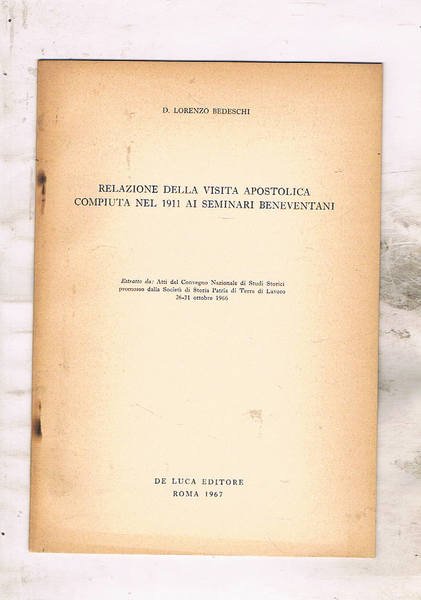 D. LORENZO BEDESCHI
RELAZIONE DELLA VISITA APOSTOLICA
COMPIUTA NEL 1911 AI SEMINARI BENEVENTANI
Estratto da: Atti del Convegno Nazionale di Studi Storici
promosso dalla Società di Storia Patria di Terra di Lavoro
26-31 ottobre 1966
DE LUCA EDITORE
ROMA 1967